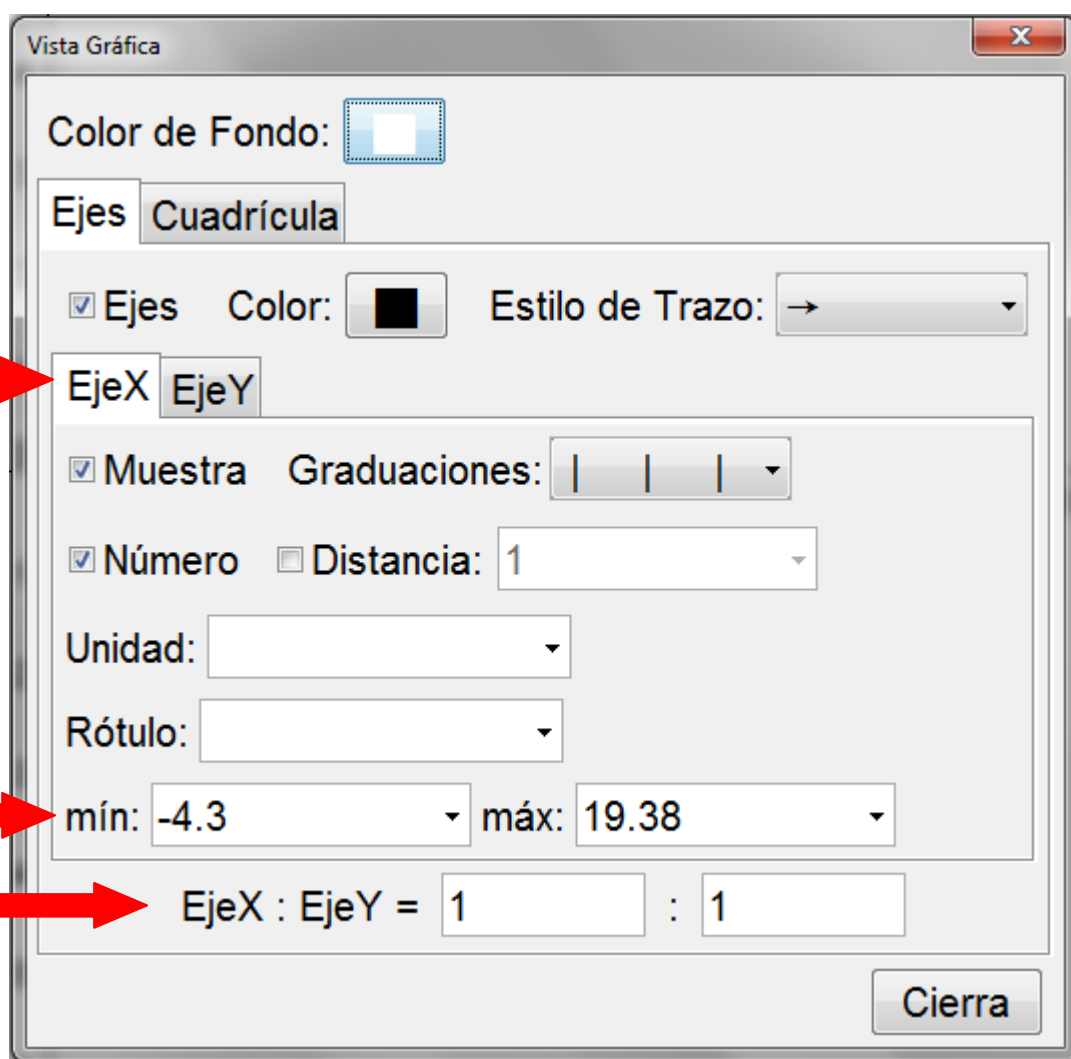 Vista Gráfica
Color de Fondo:
Ejes Cuadrícula
Ejes Color: Estilo de Trazo: →
EjeX EjeY
Muestra Graduaciones: | | |
Número Distancia: 1
Unidad:
Rótulo:
mín: -4.3 máx: 19.38
EjeX : EjeY = 1 : 1
Cierra